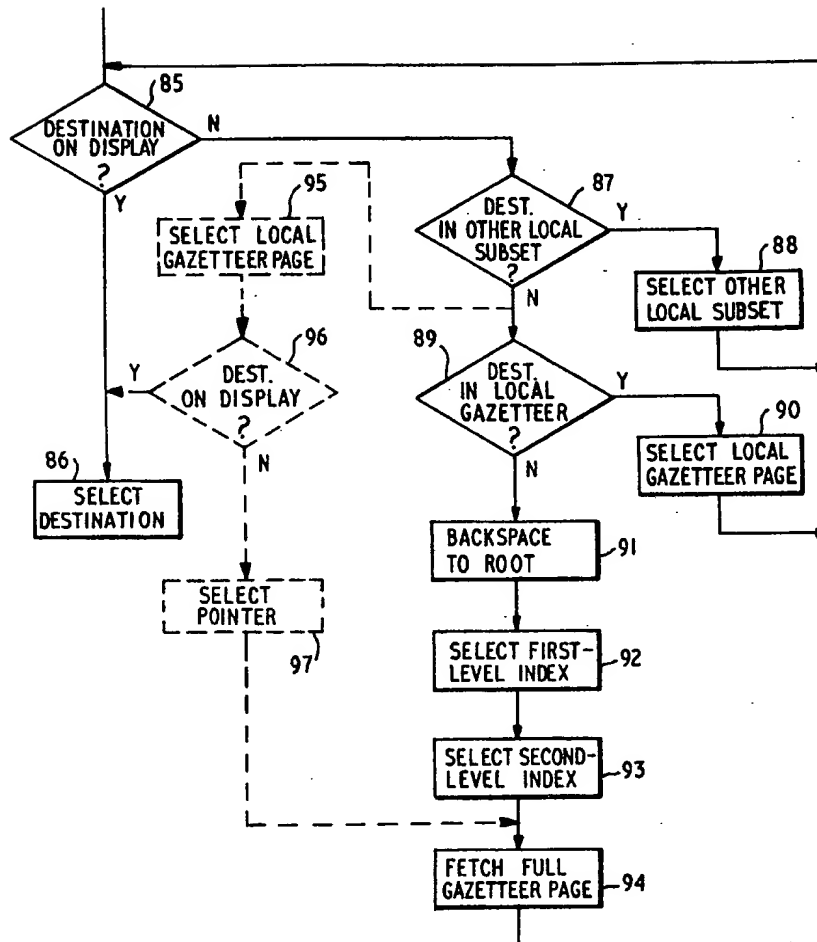 85
DESTINATION
ON DISPLAY
?
N
Y
95
SELECT LOCAL
GAZETTEER PAGE
87
DEST.
IN OTHER LOCAL
SUBSET
?
Y
N
88
SELECT OTHER
LOCAL SUBSET
96
DEST.
ON DISPLAY
?
Y
N
89
DEST.
IN LOCAL
GAZETTEER
?
Y
N
90
SELECT LOCAL
GAZETTEER PAGE
86
SELECT
DESTINATION
BACKSPACE
TO ROOT
91
SELECT
POINTER
97
SELECT FIRST-
LEVEL INDEX
92
SELECT SECOND-
LEVEL INDEX
93
FETCH FULL
GAZETTEER PAGE
94